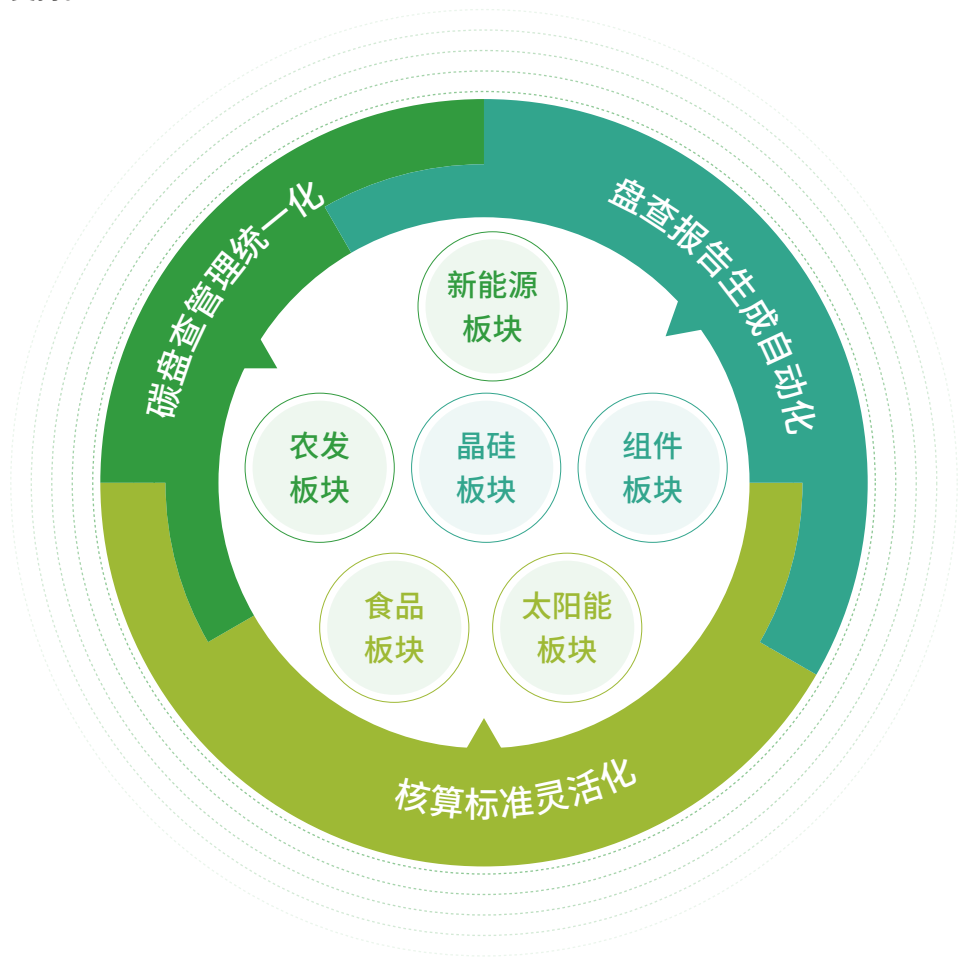 碳盘查管理统一化
盘查报告生成自动化
新能源
板块
农发
板块
晶硅
板块
组件
板块
食品
板块
太阳能
板块
核算标准灵活化